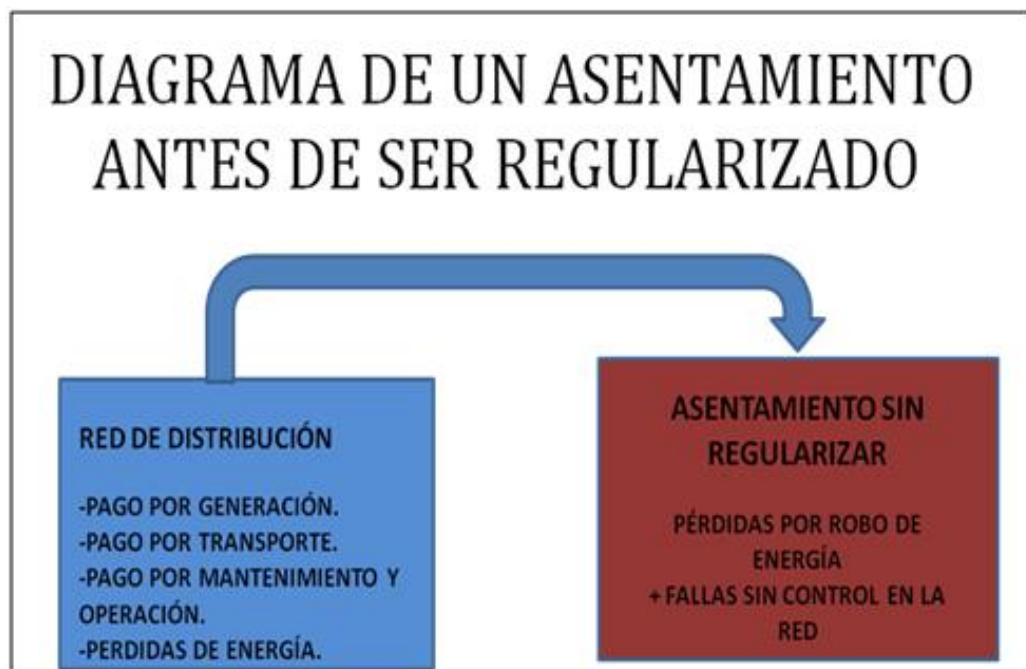 DIAGRAMA DE UN ASENTAMIENTO
ANTES DE SER REGULARIZADO
RED DE DISTRIBUCIÓN
-PAGO POR GENERACIÓN.
-PAGO POR TRANSPORTE.
-PAGO POR MANTENIMIENTO Y
OPERACIÓN.
-PERDIDAS DE ENERGÍA.
ASENTAMIENTO SIN
REGULARIZAR
PÉRDIDAS POR ROBO DE
ENERGÍA
+ FALLAS SIN CONTROL EN LA
RED